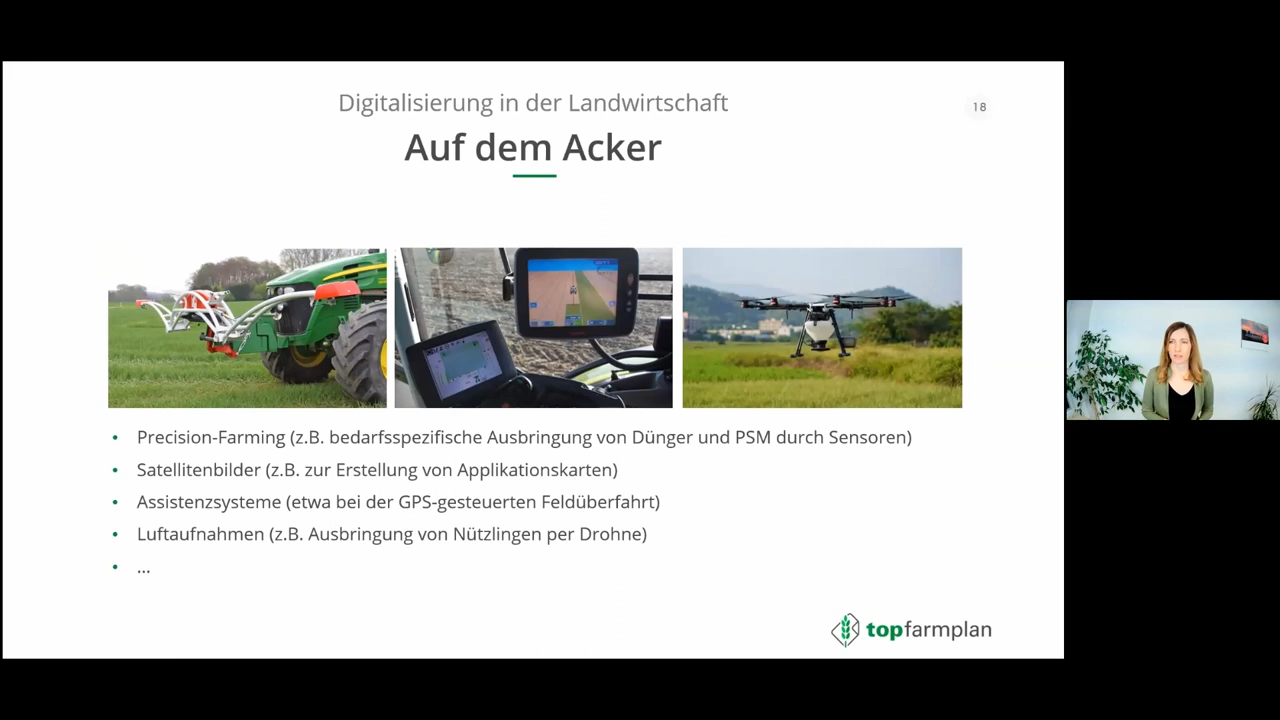 Digitalisierung in der Landwirtschaft
18
Auf dem Acker
• Precision-Farming (z.B. bedarfsspezifische Ausbringung von Dünger und PSM durch Sensoren)
• Satellitenbilder (z.B. zur Erstellung von Applikationskarten)
• Assistenzsysteme (etwa bei der GPS-gesteuerten Feldüberfahrt)
• Luftaufnahmen (z.B. Ausbringung von Nützlingen per Drohne)
• ...
topfarmplan